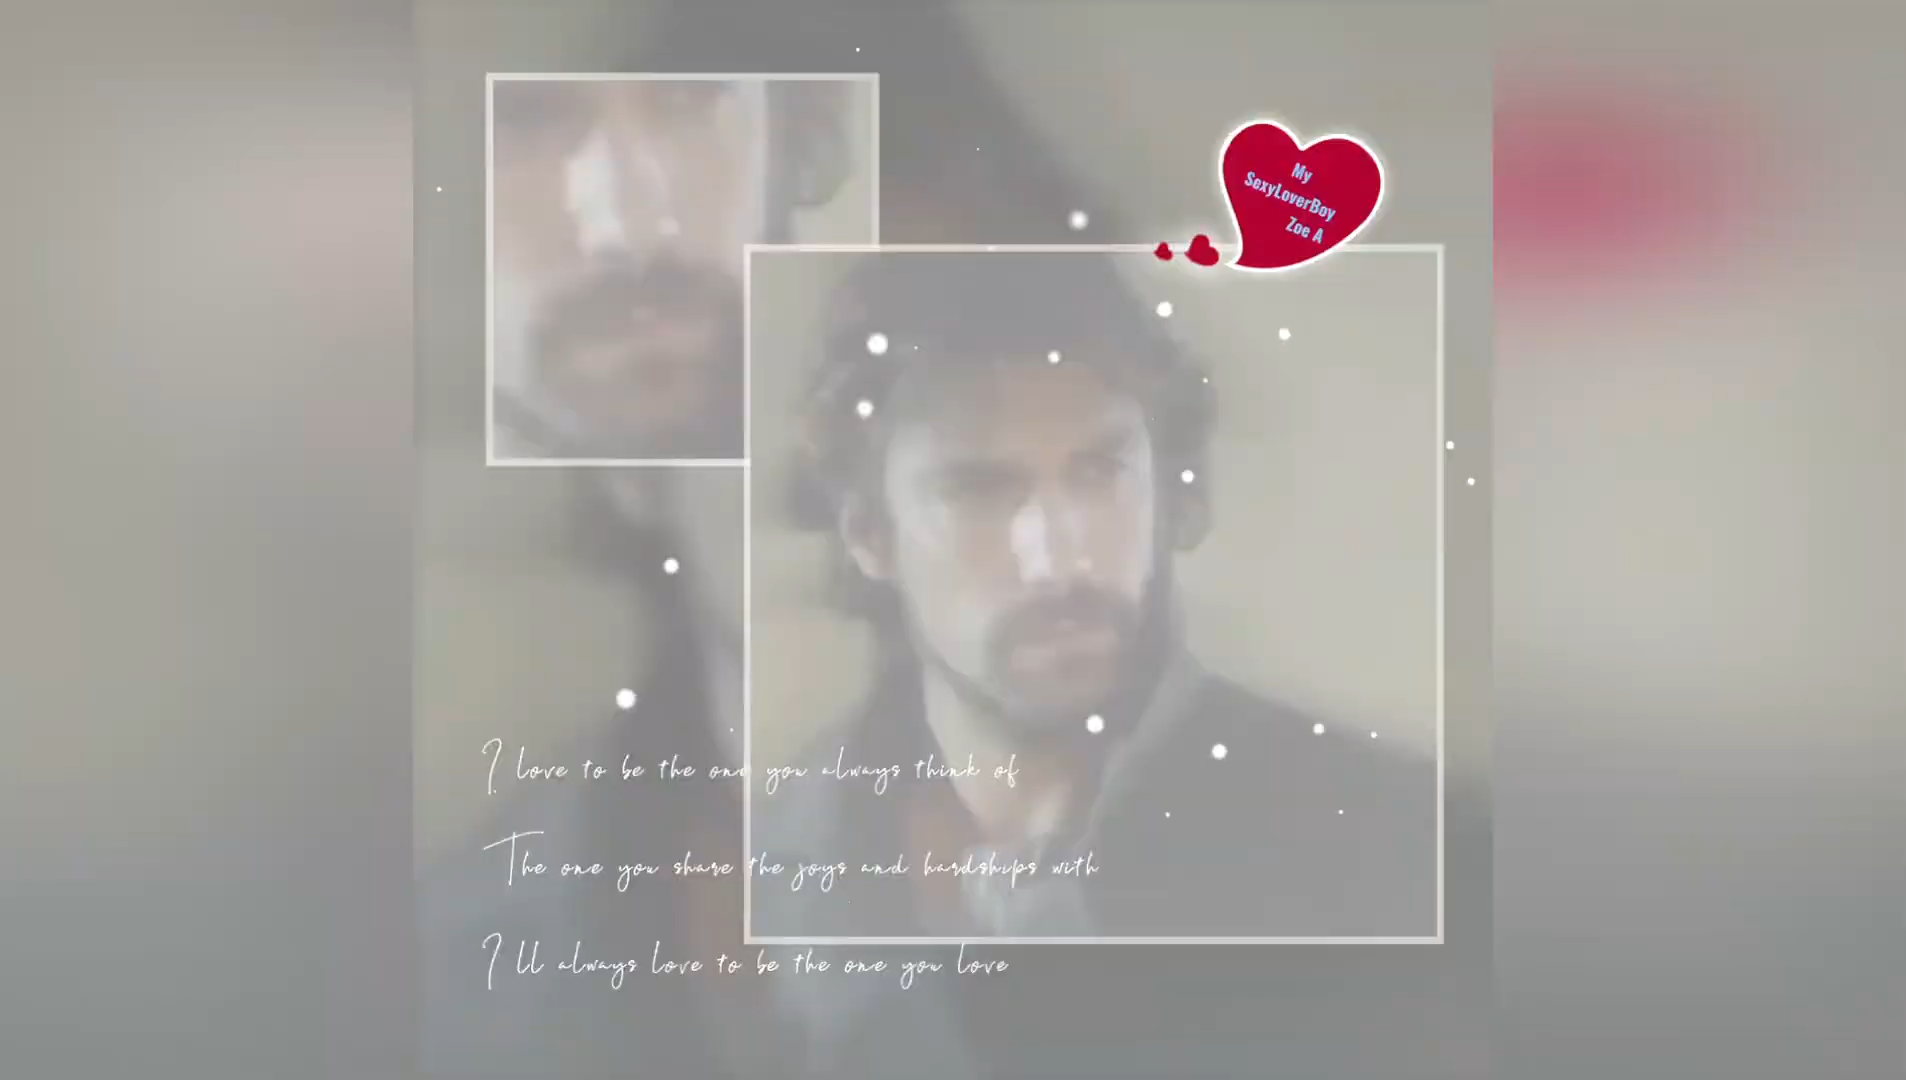 My
SexyLoverBoy
Zoe A
I love to be the one you always think of
The one you share the joys and hardships with
I ll always love to be the one you love